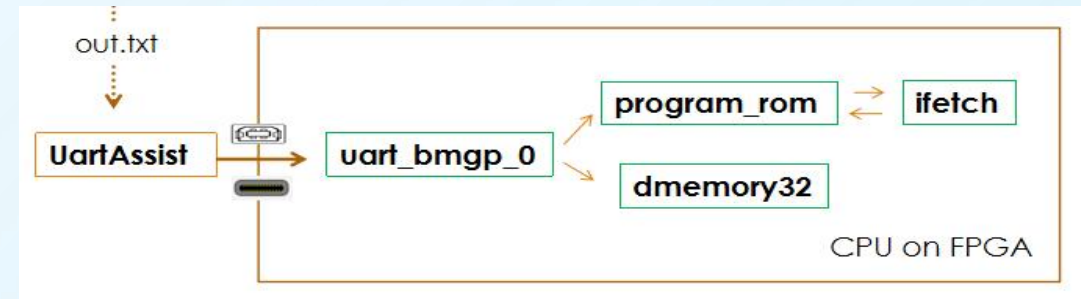 out.txt
UartAssist
uart_bmgp_0
program_rom
ifetch
dmemory32
CPU on FPGA